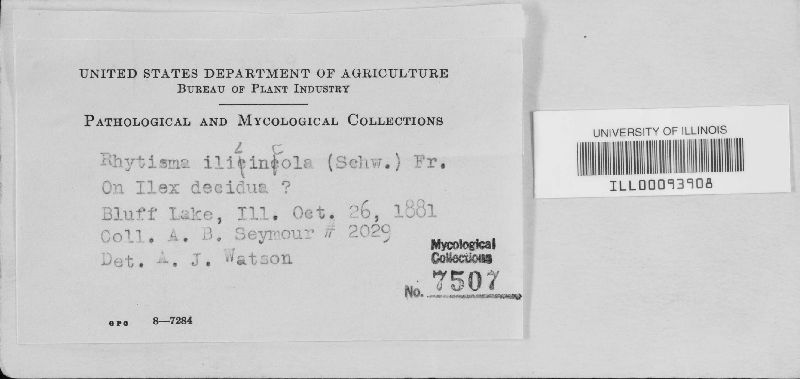 UNITED STATES DEPARTMENT OF AGRICULTURE
BUREAU OF PLANT INDUSTRY
PATHOLOGICAL AND MYCOLOGICAL COLLECTIONS
Rhytisma ilicincola (Schw.) Fr.
On Ilex decidua ?
Bluff Lake, Ill. Oct. 26, 1881
Coll. A. B. Seymour # 2029
Det. A. J. Watson
Mycological
Collections
No. 7507
GPO 8—7284
UNIVERSITY OF ILLINOIS
ILL00093908